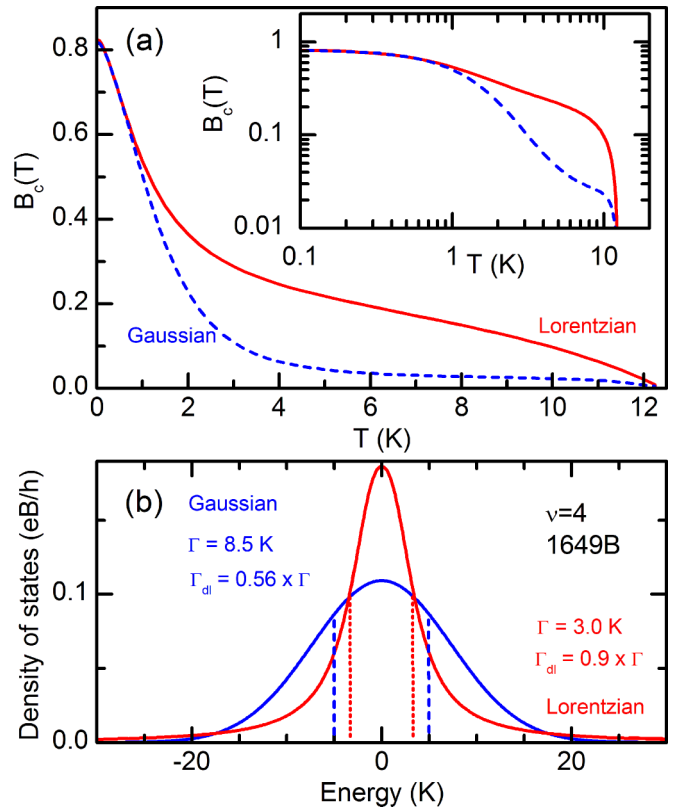 (a)
B_c(T)
0.8
0.6
0.4
0.2
0.0
0 2 4 6 8 10 12
T (K)
Gaussian
Lorentzian
B_c(T)
1
0.1
0.01
0.1 1 10
T (K)
(b)
Density of states (eB/h)
0.1
0.0
-20 0 20
Energy (K)
Gaussian
Γ = 8.5 K
Γ_dl = 0.56 x Γ
ν=4
1649B
Γ = 3.0 K
Γ_dl = 0.9 x Γ
Lorentzian